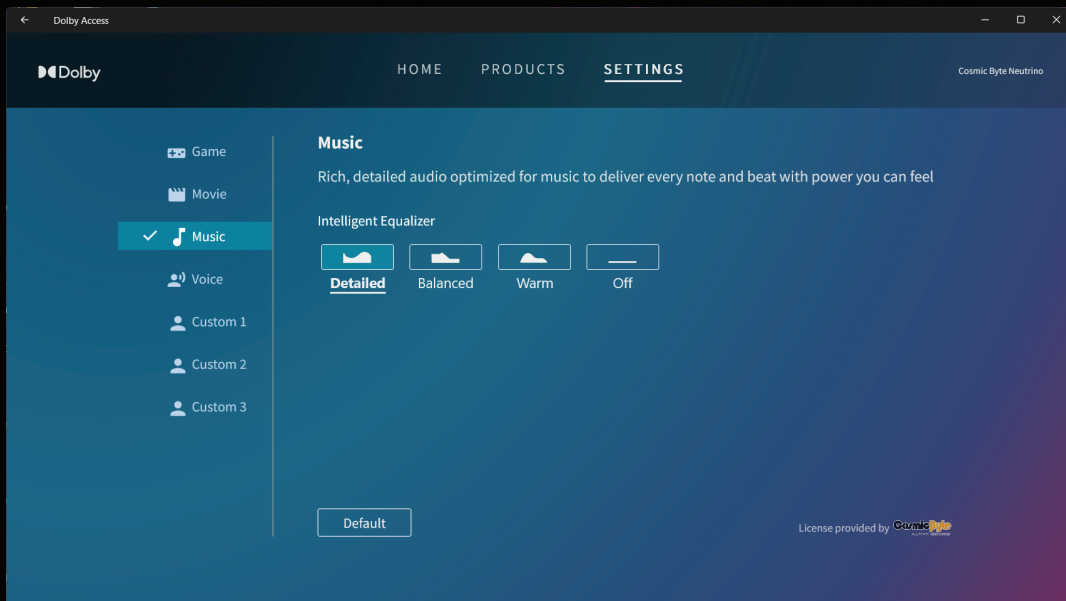 Dolby Access
Dolby
HOME PRODUCTS SETTINGS
Cosmic Byte Neutrino
Game
Movie
Music
Voice
Custom 1
Custom 2
Custom 3
Music
Rich, detailed audio optimized for music to deliver every note and beat with power you can feel
Intelligent Equalizer
Detailed Balanced Warm Off
Default
License provided by CosmicByte